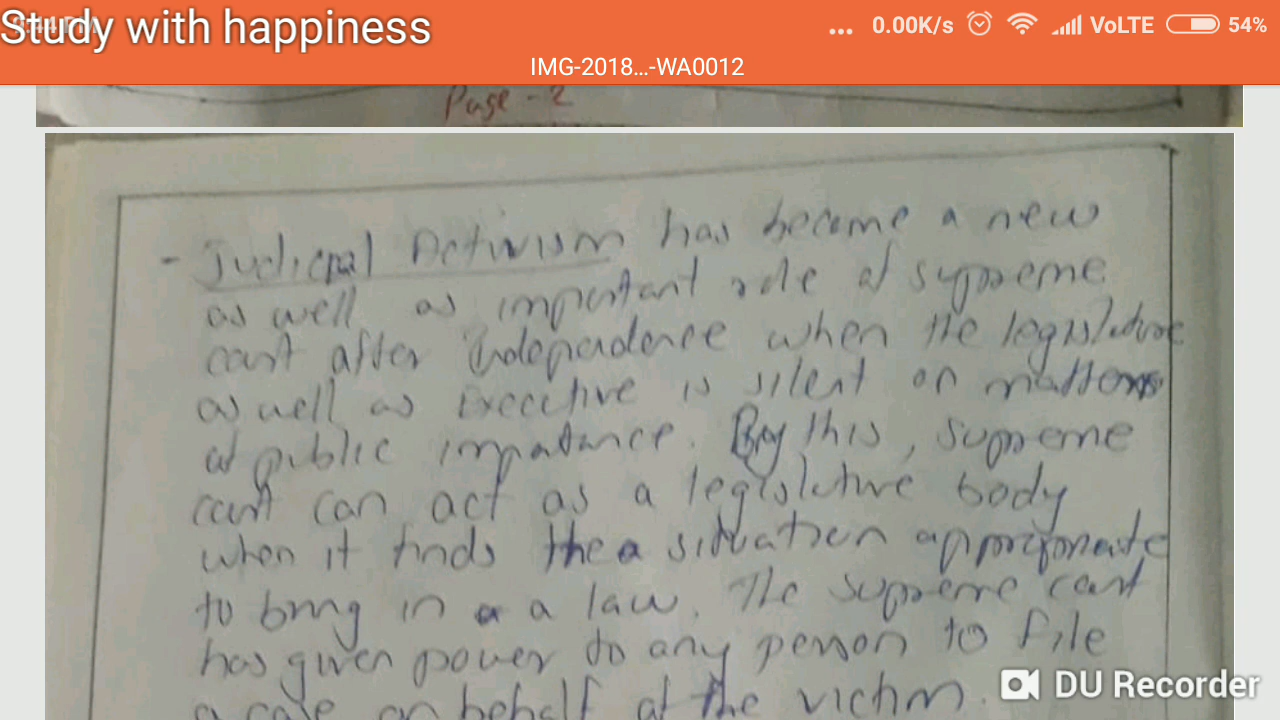 Study with happiness
... 0.00K/s VoLTE 54%
IMG-2018...-WA0012
Page - 2
- Judicial Activism has become a new
as well as important role of supreme
court after independence when the legislature
as well as Executive is silent on matters
of public importance. By this, supreme
court can act as a legislature body
when it finds the a situation appropriate
to bring in a a law. The supreme court
has given power to any person to file
a case on behalf of the victim.
DU Recorder